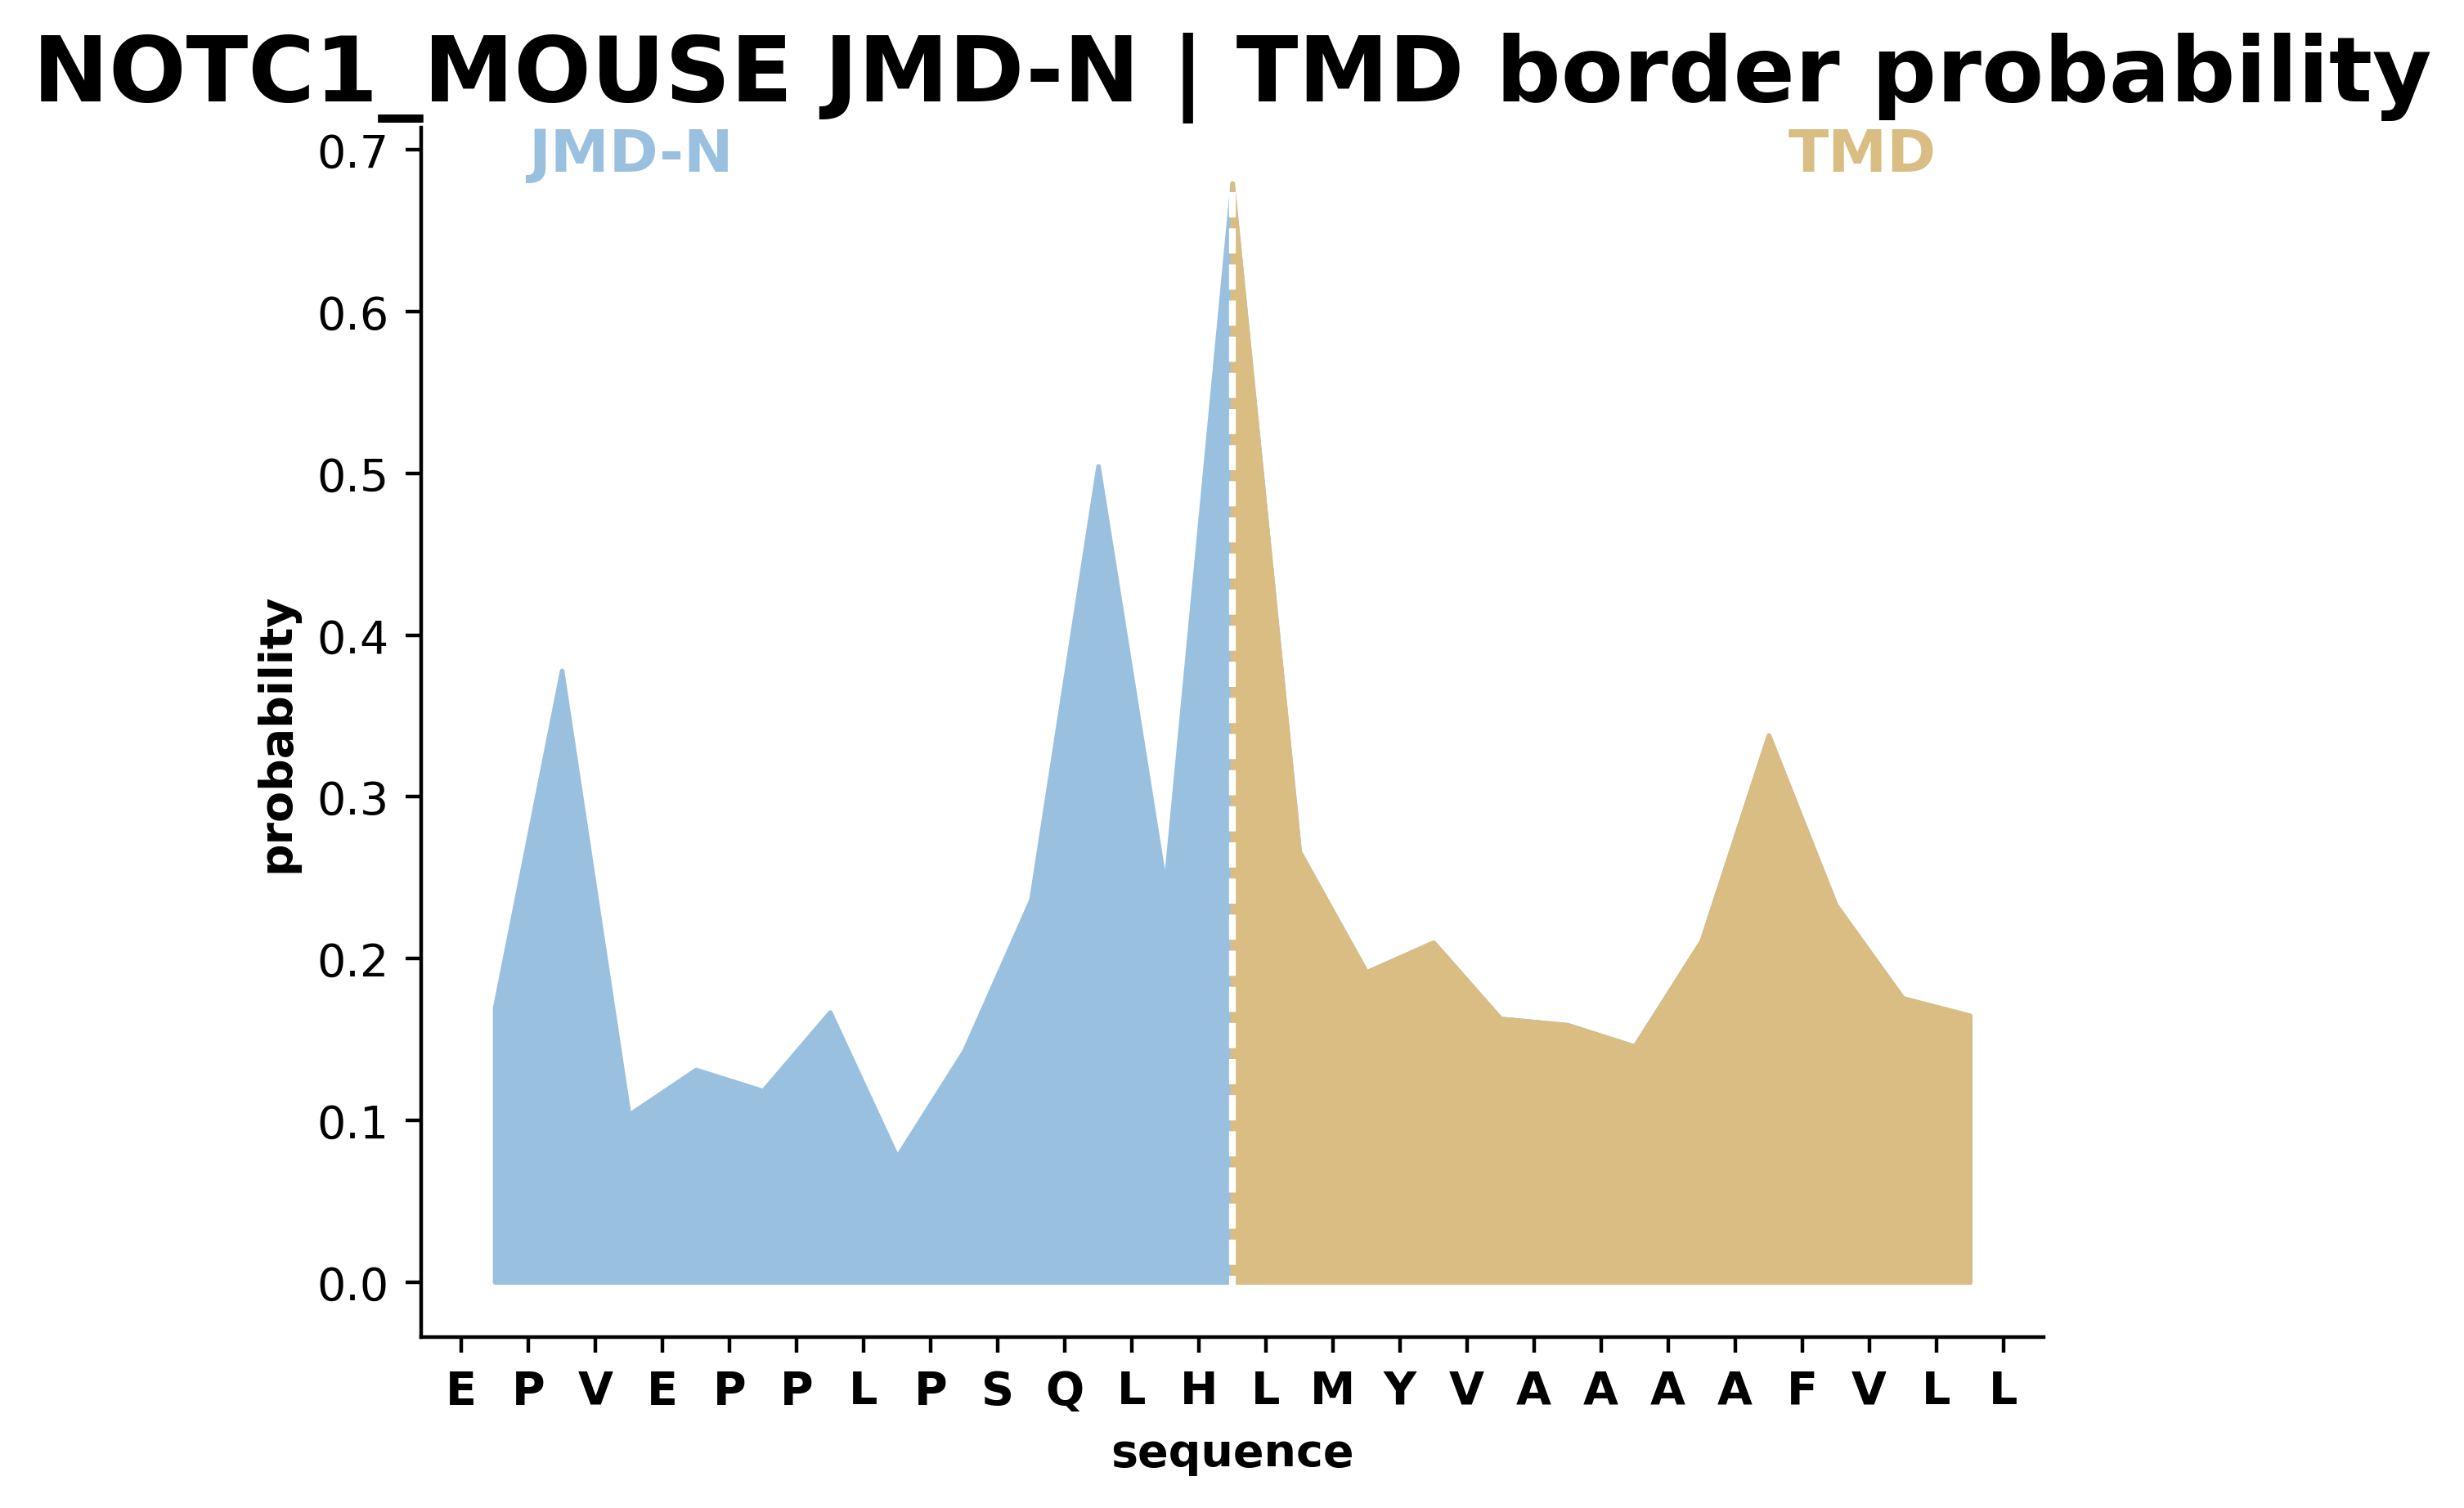 NOTC1_MOUSE JMD-N | TMD border probability
JMD-N TMD
0.7
0.6
0.5
0.4
0.3
0.2
0.1
0.0
probability
E P V E P P L P S Q L H L M Y V A A A A F V L L
sequence